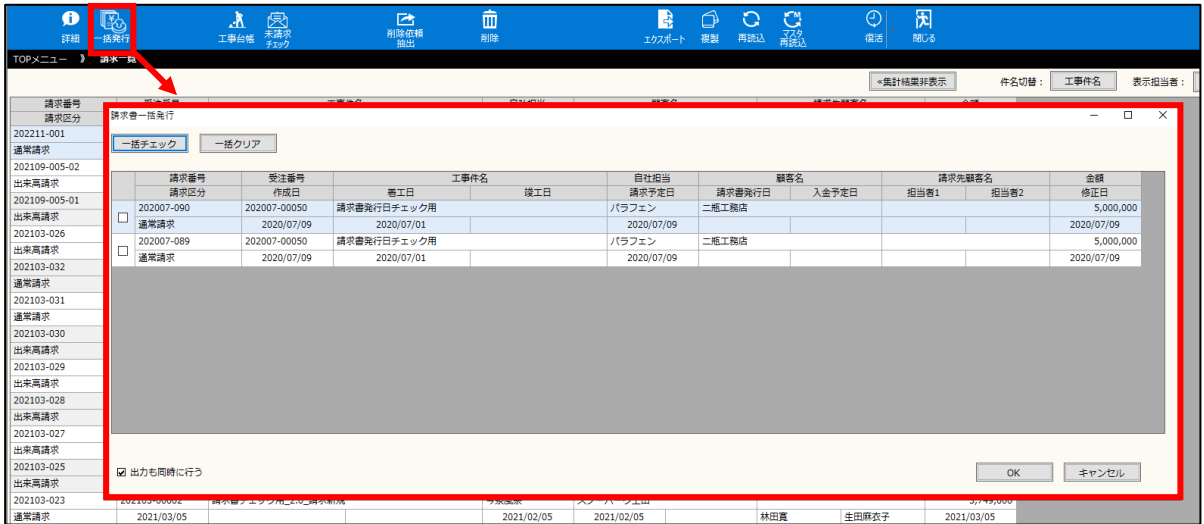 詳細 一括発行 工事台帳 未請求チェック 削除依頼抽出 削除 エクスポート 複製 再読込 マスタ再読込 復活 閉じる
TOPメニュー 》 請求一覧
«集計結果非表示 件名切替： 工事件名 表示担当者：
請求番号
請求区分
202211-001
通常請求
202109-005-02
出来高請求
202109-005-01
出来高請求
202103-026
出来高請求
202103-032
通常請求
202103-031
通常請求
202103-030
出来高請求
202103-029
出来高請求
202103-028
出来高請求
202103-027
出来高請求
202103-025
出来高請求
請求書一括発行
一括チェック 一括クリア
請求番号 受注番号 工事件名 自社担当 顧客名 請求先顧客名 金額
請求区分 作成日 着工日 竣工日 請求予定日 請求書発行日 入金予定日 担当者1 担当者2 修正日
202007-090 202007-00050 請求書発行日チェック用 パラフェン 二瓶工務店 5,000,000
通常請求 2020/07/09 2020/07/01 2020/07/09 2020/07/09
202007-089 202007-00050 請求書発行日チェック用 パラフェン 二瓶工務店 5,000,000
通常請求 2020/07/09 2020/07/01 2020/07/09 2020/07/09
出力も同時に行う OK キャンセル
202103-023
通常請求 2021/03/05 2021/02/05 2021/02/05 林田寛 生田麻衣子 2021/03/05